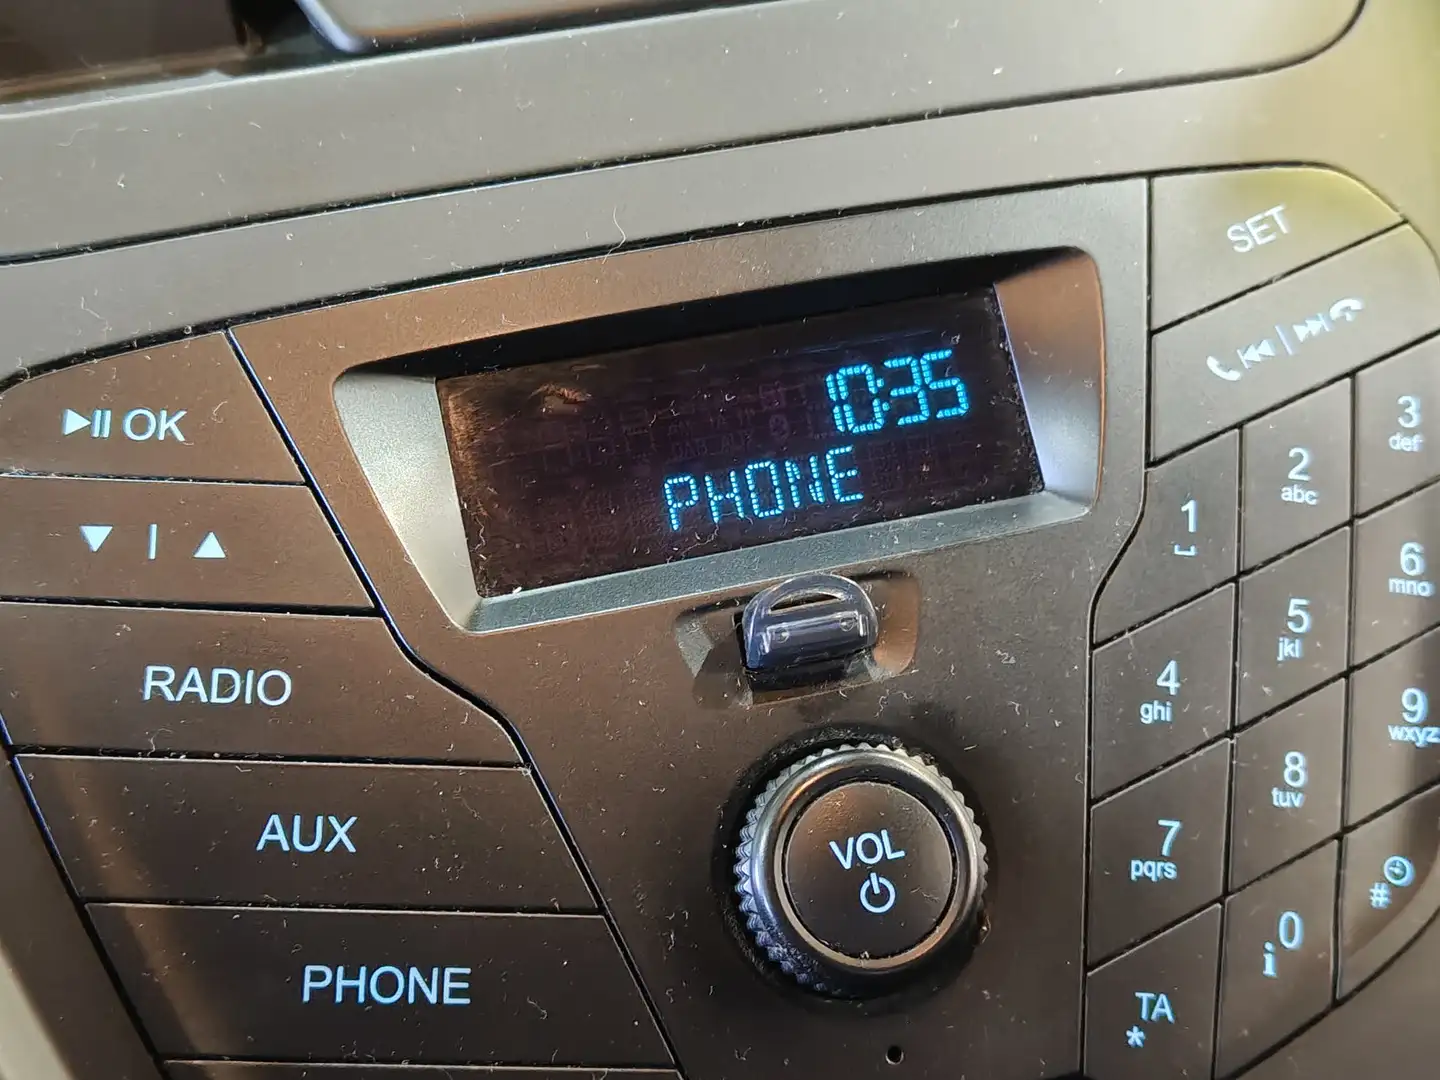 SET
10:35
PHONE
OK
RADIO
AUX
PHONE
VOL
1
2
abc
3
def
4
ghi
5
jkl
6
mno
7
pqrs
8
tuv
9
wxyz
* TA
i 0
#